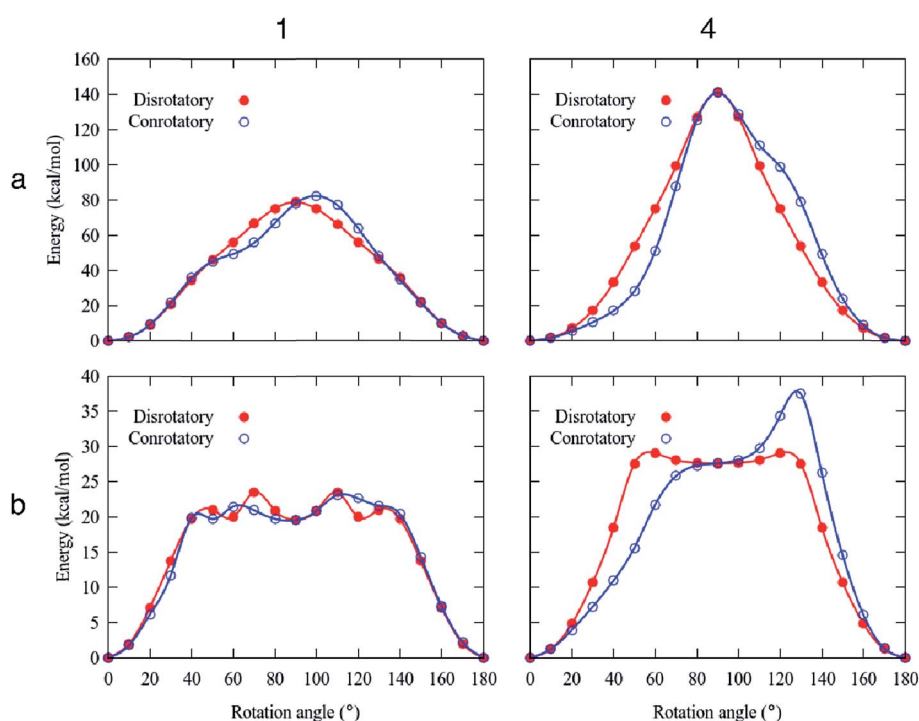 1
4
a
160
140
120
100
80
60
40
20
0
Energy (kcal/mol)
Disrotatory
Conrotatory
Disrotatory
Conrotatory
b
40
35
30
25
20
15
10
5
0
Energy (kcal/mol)
Disrotatory
Conrotatory
Disrotatory
Conrotatory
0 20 40 60 80 100 120 140 160 180
0 20 40 60 80 100 120 140 160 180
Rotation angle (°)
Rotation angle (°)